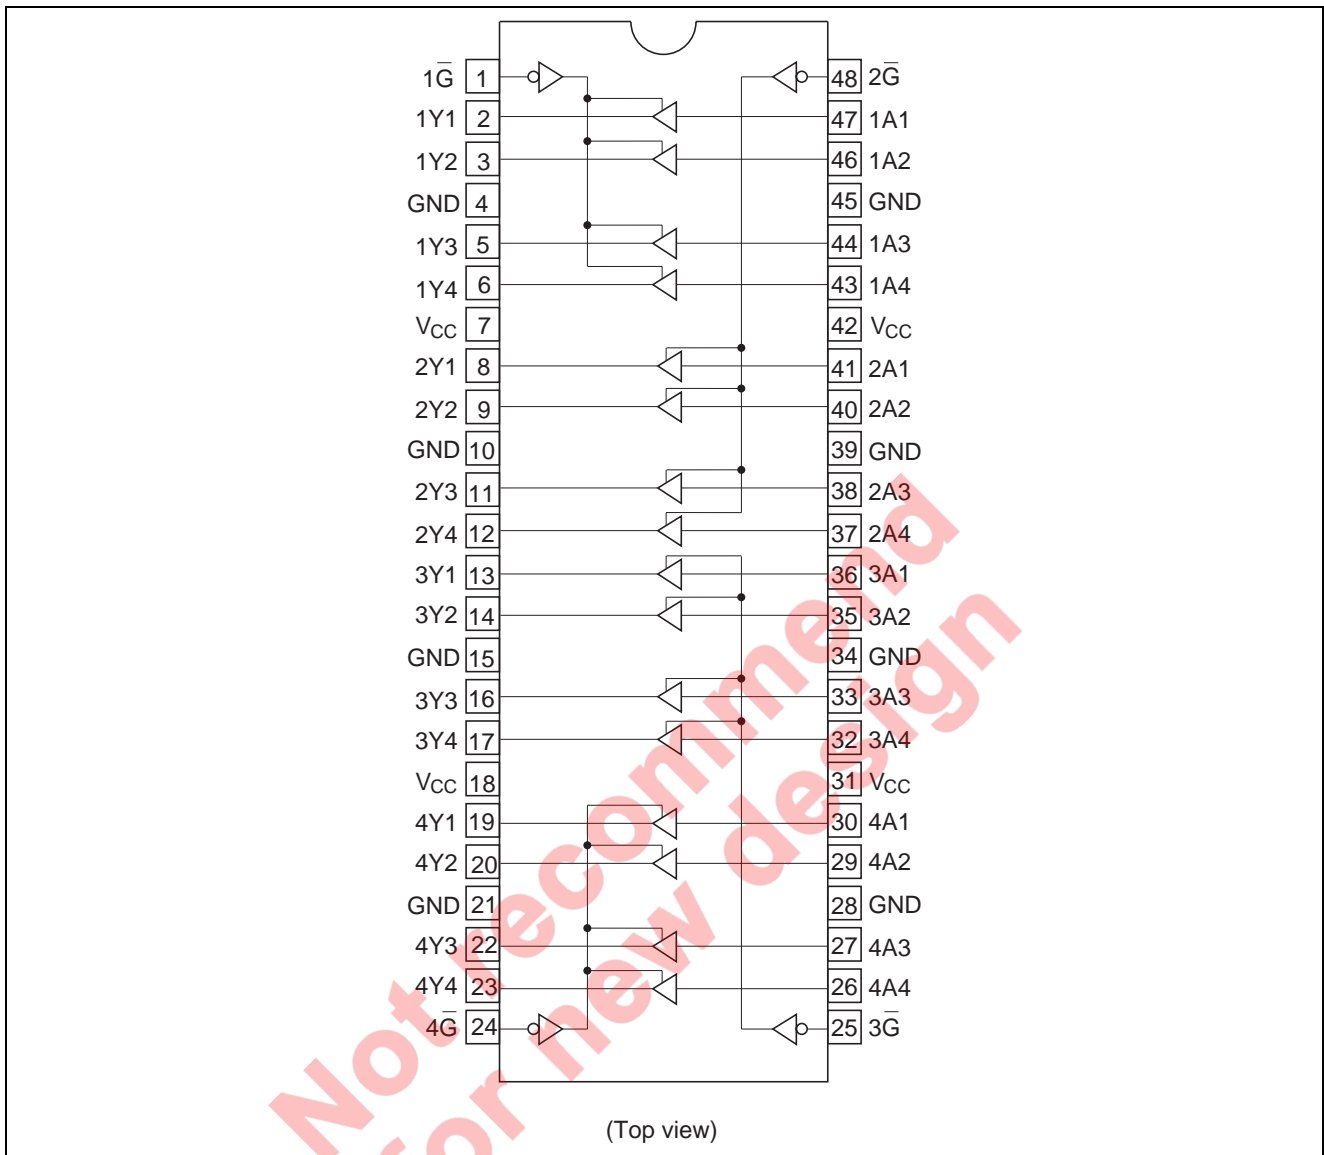 1G̅ 1 48 2G̅
1Y1 2 47 1A1
1Y2 3 46 1A2
GND 4 45 GND
1Y3 5 44 1A3
1Y4 6 43 1A4
VCC 7 42 VCC
2Y1 8 41 2A1
2Y2 9 40 2A2
GND 10 39 GND
2Y3 11 38 2A3
2Y4 12 37 2A4
3Y1 13 36 3A1
3Y2 14 35 3A2
GND 15 34 GND
3Y3 16 33 3A3
3Y4 17 32 3A4
VCC 18 31 VCC
4Y1 19 30 4A1
4Y2 20 29 4A2
GND 21 28 GND
4Y3 22 27 4A3
4Y4 23 26 4A4
4G̅ 24 25 3G̅
(Top view)
Not recommend
for new design